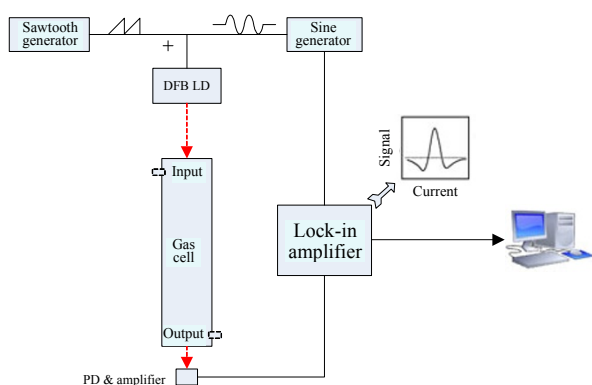 Sawtooth
generator
+
Sine
generator
DFB LD
Input
Gas
cell
Output
PD & amplifier
Lock-in
amplifier
Signal
Current